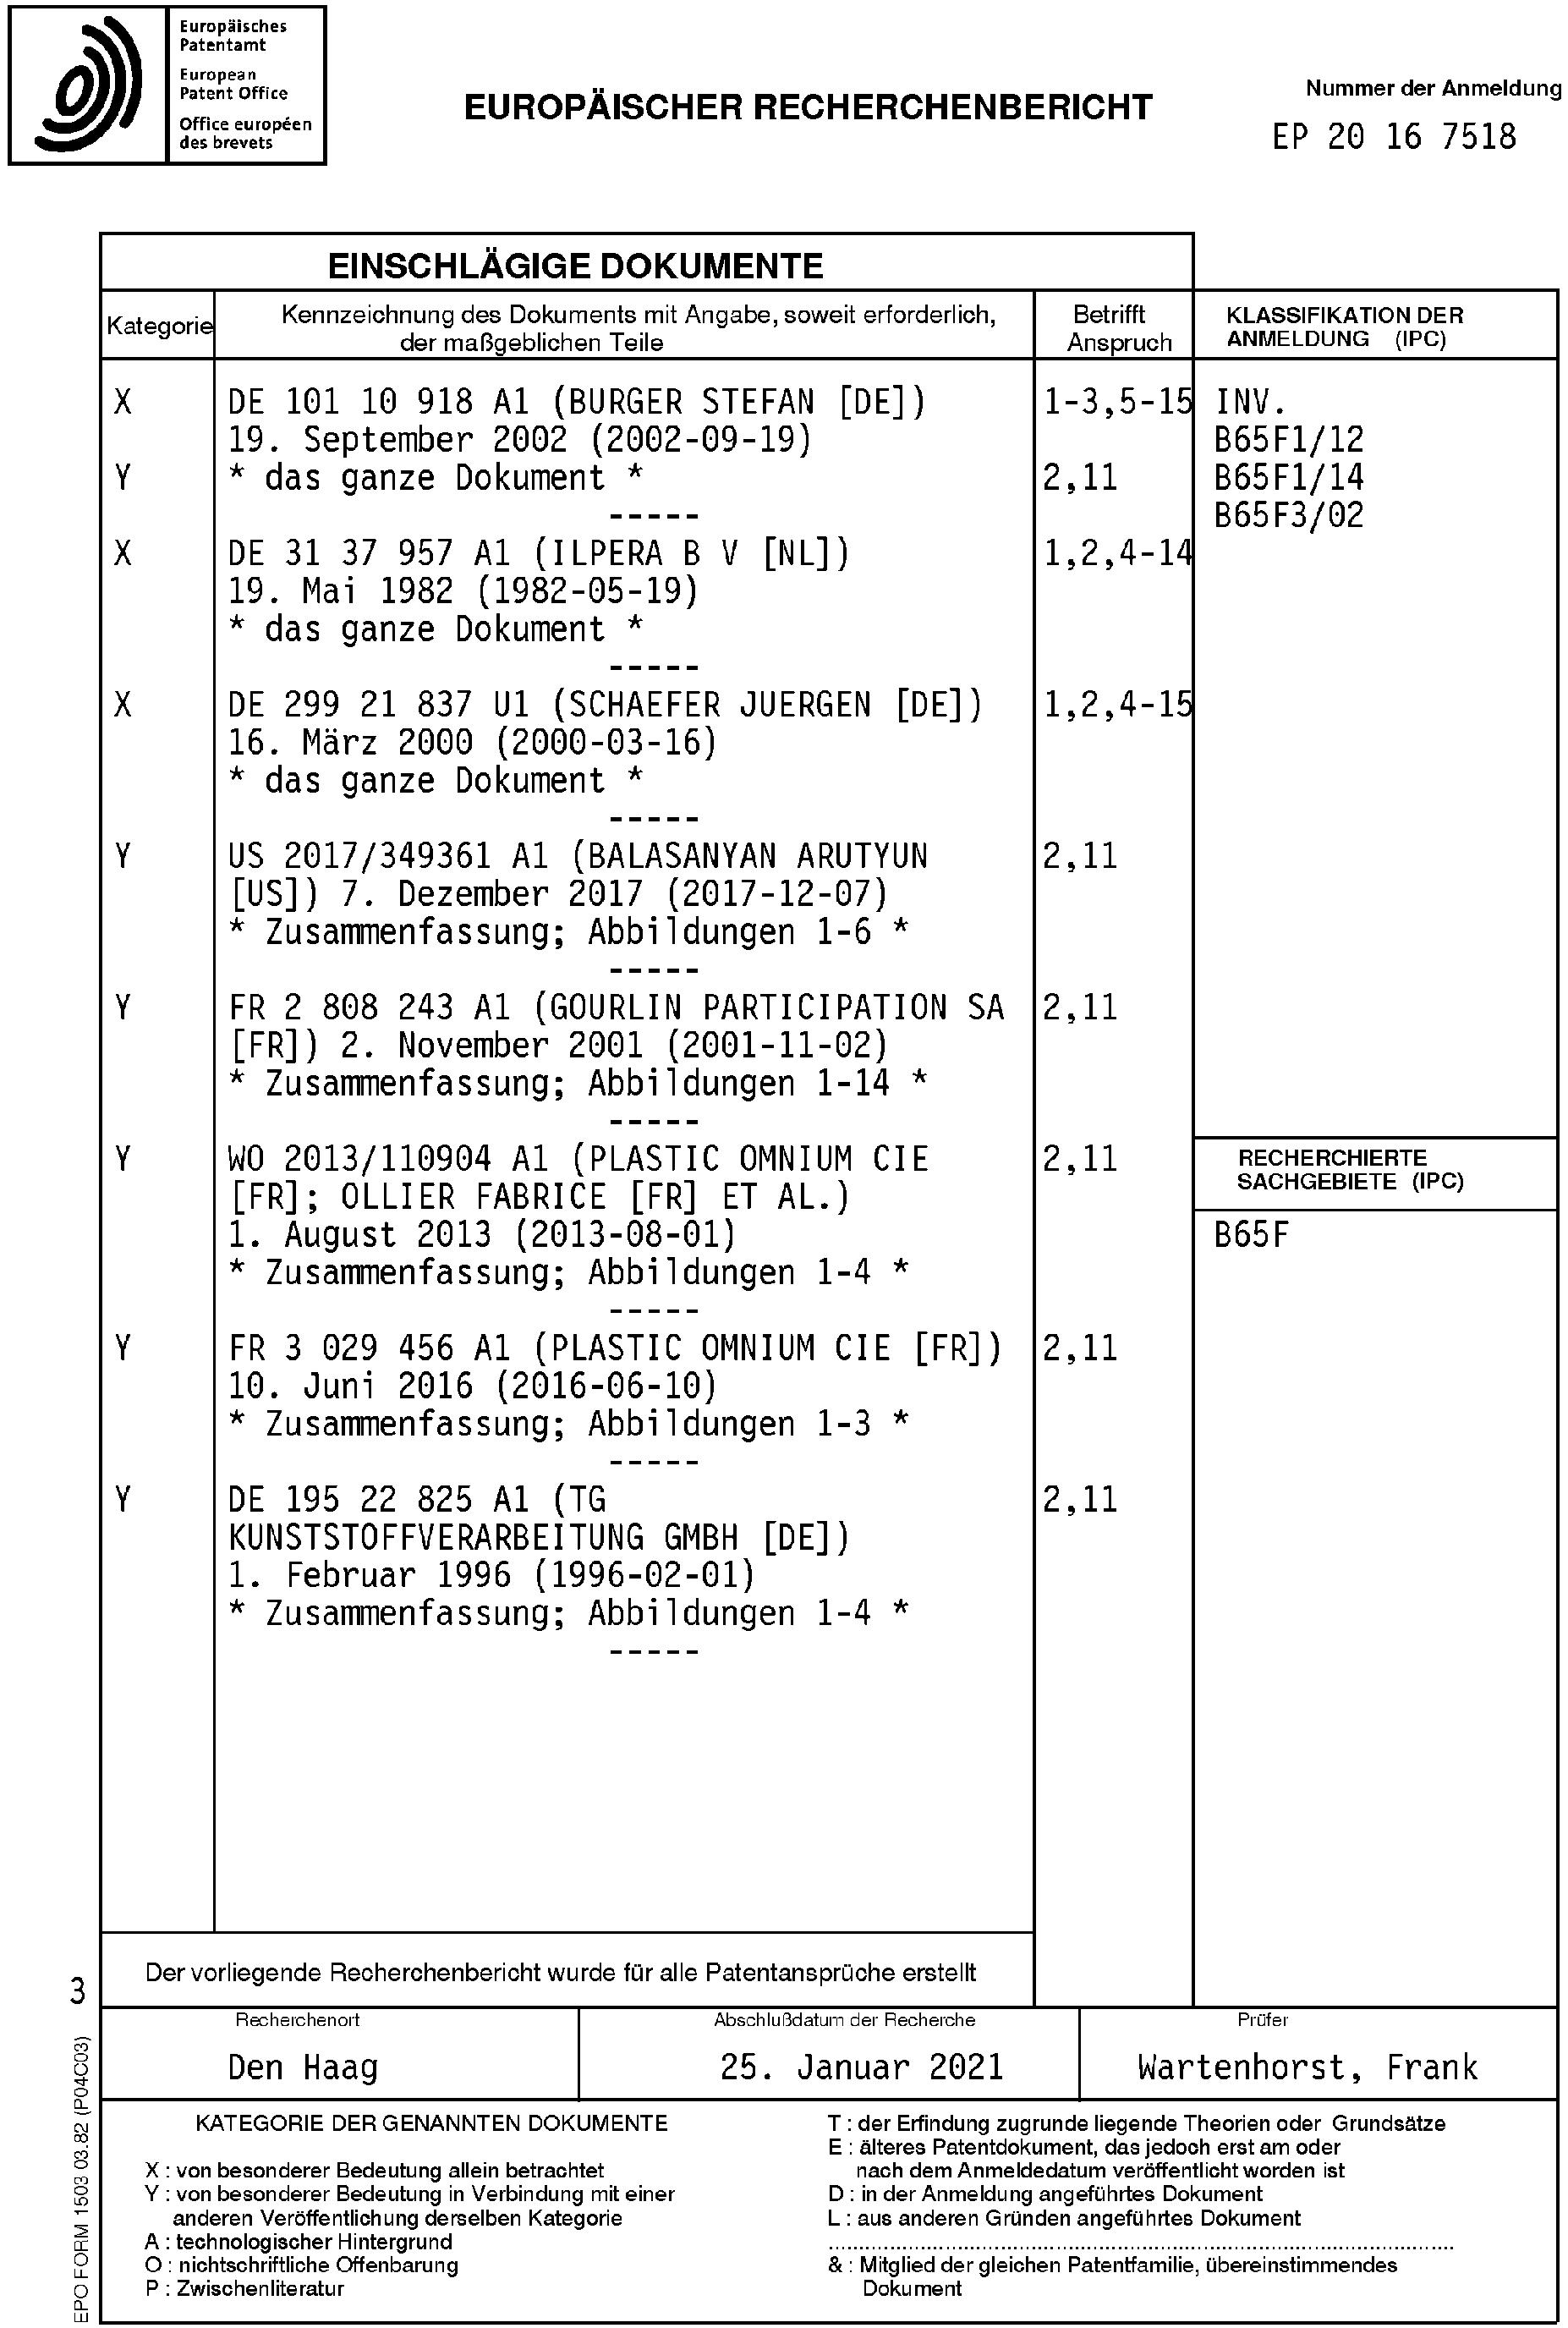 Europäisches
Patentamt
European
Patent Office
Office européen
des brevets
EUROPÄISCHER RECHERCHENBERICHT
Nummer der Anmeldung
EP 20 16 7518
EINSCHLÄGIGE DOKUMENTE
Kategorie
Kennzeichnung des Dokuments mit Angabe, soweit erforderlich,
der maßgeblichen Teile
Betrifft
Anspruch
KLASSIFIKATION DER
ANMELDUNG (IPC)
X DE 101 10 918 A1 (BURGER STEFAN [DE]) 1-3,5-15
19. September 2002 (2002-09-19)
Y * das ganze Dokument * 2,11
-----
X DE 31 37 957 A1 (ILPERA B V [NL]) 1,2,4-14
19. Mai 1982 (1982-05-19)
* das ganze Dokument *
-----
X DE 299 21 837 U1 (SCHAEFER JUERGEN [DE]) 1,2,4-15
16. März 2000 (2000-03-16)
* das ganze Dokument *
-----
Y US 2017/349361 A1 (BALASANYAN ARUTYUN 2,11
[US]) 7. Dezember 2017 (2017-12-07)
* Zusammenfassung; Abbildungen 1-6 *
-----
Y FR 2 808 243 A1 (GOURLIN PARTICIPATION SA 2,11
[FR]) 2. November 2001 (2001-11-02)
* Zusammenfassung; Abbildungen 1-14 *
-----
Y WO 2013/110904 A1 (PLASTIC OMNIUM CIE 2,11
[FR]; OLLIER FABRICE [FR] ET AL.)
1. August 2013 (2013-08-01)
* Zusammenfassung; Abbildungen 1-4 *
-----
Y FR 3 029 456 A1 (PLASTIC OMNIUM CIE [FR]) 2,11
10. Juni 2016 (2016-06-10)
* Zusammenfassung; Abbildungen 1-3 *
-----
Y DE 195 22 825 A1 (TG 2,11
KUNSTSTOFFVERARBEITUNG GMBH [DE])
1. Februar 1996 (1996-02-01)
* Zusammenfassung; Abbildungen 1-4 *
-----
INV.
B65F1/12
B65F1/14
B65F3/02
RECHERCHIERTE
SACHGEBIETE (IPC)
B65F
Der vorliegende Recherchenbericht wurde für alle Patentansprüche erstellt
3
EPO FORM 1503 03.82 (P04C03)
Recherchenort
Den Haag
Abschlußdatum der Recherche
25. Januar 2021
Prüfer
Wartenhorst, Frank
KATEGORIE DER GENANNTEN DOKUMENTE
X : von besonderer Bedeutung allein betrachtet
Y : von besonderer Bedeutung in Verbindung mit einer
anderen Veröffentlichung derselben Kategorie
A : technologischer Hintergrund
O : nichtschriftliche Offenbarung
P : Zwischenliteratur
T : der Erfindung zugrunde liegende Theorien oder Grundsätze
E : älteres Patentdokument, das jedoch erst am oder
nach dem Anmeldedatum veröffentlicht worden ist
D : in der Anmeldung angeführtes Dokument
L : aus anderen Gründen angeführtes Dokument
& : Mitglied der gleichen Patentfamilie, übereinstimmendes
Dokument